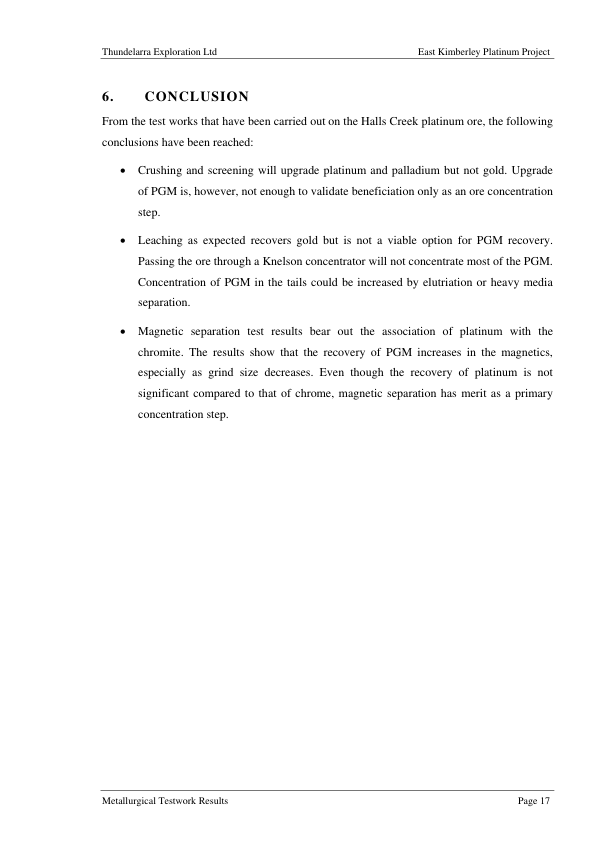 Thundelarra Exploration Ltd East Kimberley Platinum Project
6. CONCLUSION
From the test works that have been carried out on the Halls Creek platinum ore, the following
conclusions have been reached:
• Crushing and screening will upgrade platinum and palladium but not gold. Upgrade
of PGM is, however, not enough to validate beneficiation only as an ore concentration
step.
• Leaching as expected recovers gold but is not a viable option for PGM recovery.
Passing the ore through a Knelson concentrator will not concentrate most of the PGM.
Concentration of PGM in the tails could be increased by elutriation or heavy media
separation.
• Magnetic separation test results bear out the association of platinum with the
chromite. The results show that the recovery of PGM increases in the magnetics,
especially as grind size decreases. Even though the recovery of platinum is not
significant compared to that of chrome, magnetic separation has merit as a primary
concentration step.
Metallurgical Testwork Results Page 17